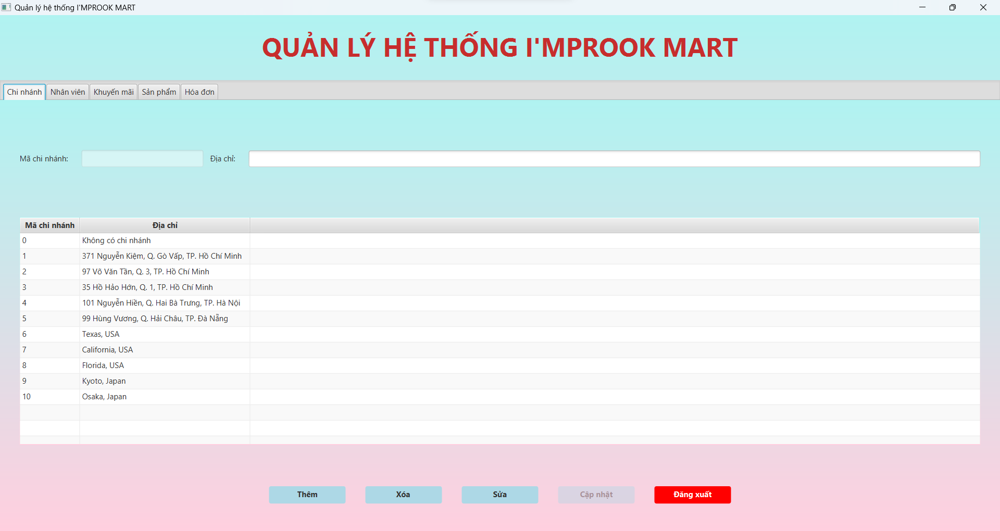 Quản lý hệ thống I'MPROOK MART
QUẢN LÝ HỆ THỐNG I'MPROOK MART
Chi nhánh Nhân viên Khuyến mãi Sản phẩm Hóa đơn
Mã chi nhánh: Địa chỉ:
Mã chi nhánh Địa chỉ
0 Không có chi nhánh
1 371 Nguyễn Kiệm, Q. Gò Vấp, TP. Hồ Chí Minh
2 97 Võ Văn Tần, Q. 3, TP. Hồ Chí Minh
3 35 Hồ Hảo Hớn, Q. 1, TP. Hồ Chí Minh
4 101 Nguyễn Hiền, Q. Hai Bà Trưng, TP. Hà Nội
5 99 Hùng Vương, Q. Hải Châu, TP. Đà Nẵng
6 Texas, USA
7 California, USA
8 Florida, USA
9 Kyoto, Japan
10 Osaka, Japan
Thêm Xóa Sửa Cập nhật Đăng xuất